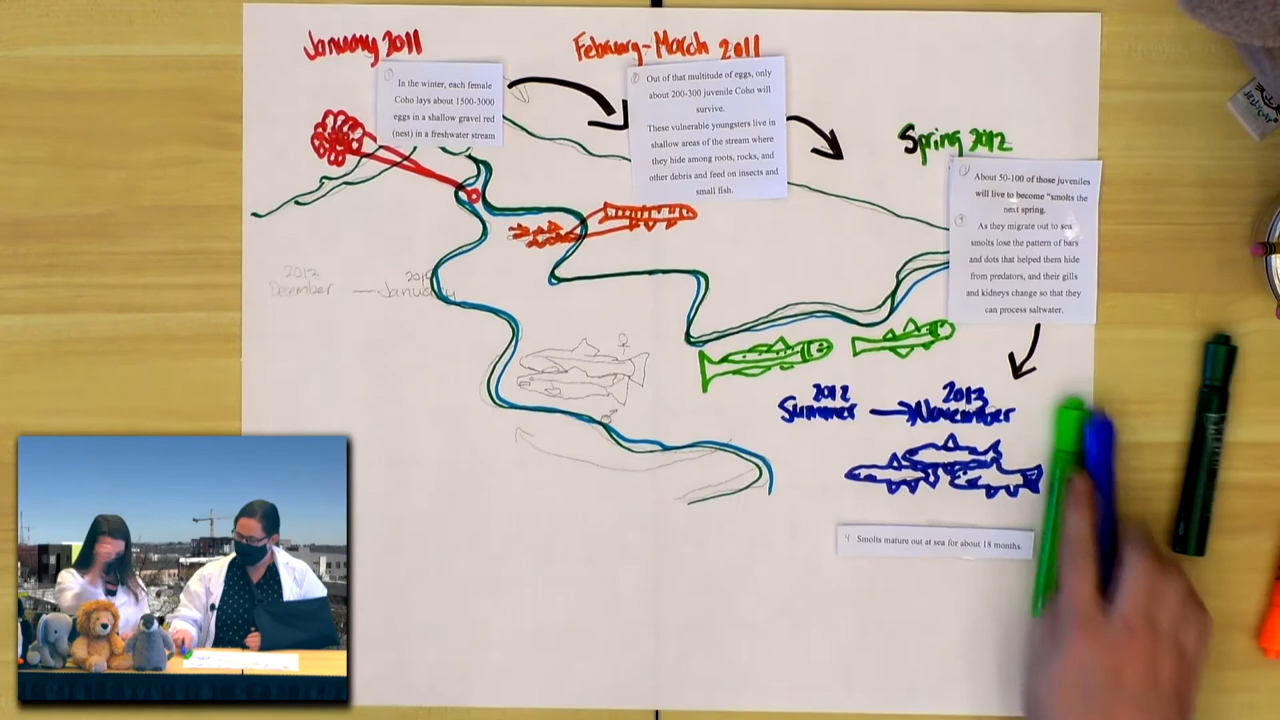 January 2011
February-March 2011
① In the winter, each female
Coho lays about 1500-3000
eggs in a shallow gravel red
(nest) in a freshwater stream
② Out of that multitude of eggs, only
about 200-300 juvenile Coho will
survive.
These vulnerable youngsters live in
shallow areas of the stream where
they hide among roots, rocks, and
other debris and feed on insects and
small fish.
Spring 2012
③ About 50-100 of those juveniles
will live to become "smolts the
next spring.
④ As they migrate out to sea
smolts lose the pattern of bars
and dots that helped them hide
from predators, and their gills
and kidneys change so that they
can process saltwater.
2013
December — January
♀
♂
2012 2013
Summer → November
4 Smolts mature out at sea for about 18 months.